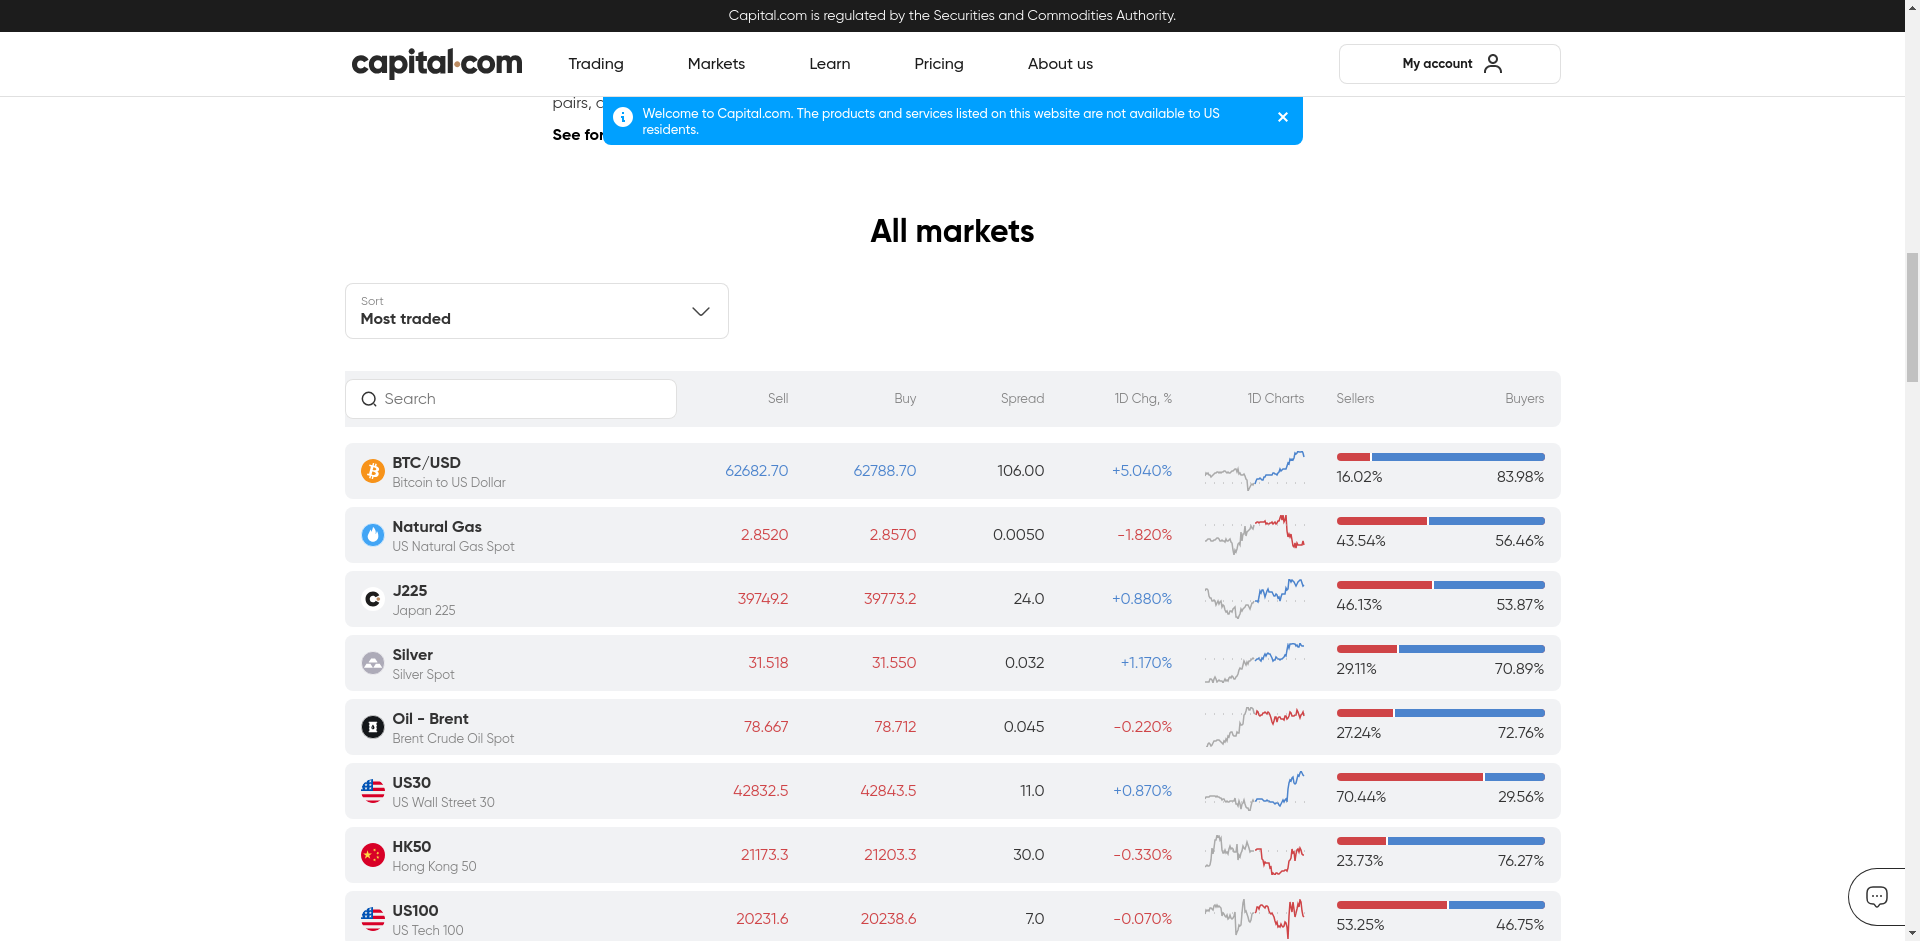 Capital.com is regulated by the Securities and Commodities Authority.
capital.com Trading Markets Learn Pricing About us My account
pairs,
Welcome to Capital.com. The products and services listed on this website are not available to US
residents.
See for
All markets
Sort
Most traded
Search Sell Buy Spread 1D Chg, % 1D Charts Sellers Buyers
BTC/USD
Bitcoin to US Dollar
62682.70 62788.70 106.00 +5.040% 16.02% 83.98%
Natural Gas
US Natural Gas Spot
2.8520 2.8570 0.0050 -1.820% 43.54% 56.46%
J225
Japan 225
39749.2 39773.2 24.0 +0.880% 46.13% 53.87%
Silver
Silver Spot
31.518 31.550 0.032 +1.170% 29.11% 70.89%
Oil - Brent
Brent Crude Oil Spot
78.667 78.712 0.045 -0.220% 27.24% 72.76%
US30
US Wall Street 30
42832.5 42843.5 11.0 +0.870% 70.44% 29.56%
HK50
Hong Kong 50
21173.3 21203.3 30.0 -0.330% 23.73% 76.27%
US100
US Tech 100
20231.6 20238.6 7.0 -0.070% 53.25% 46.75%